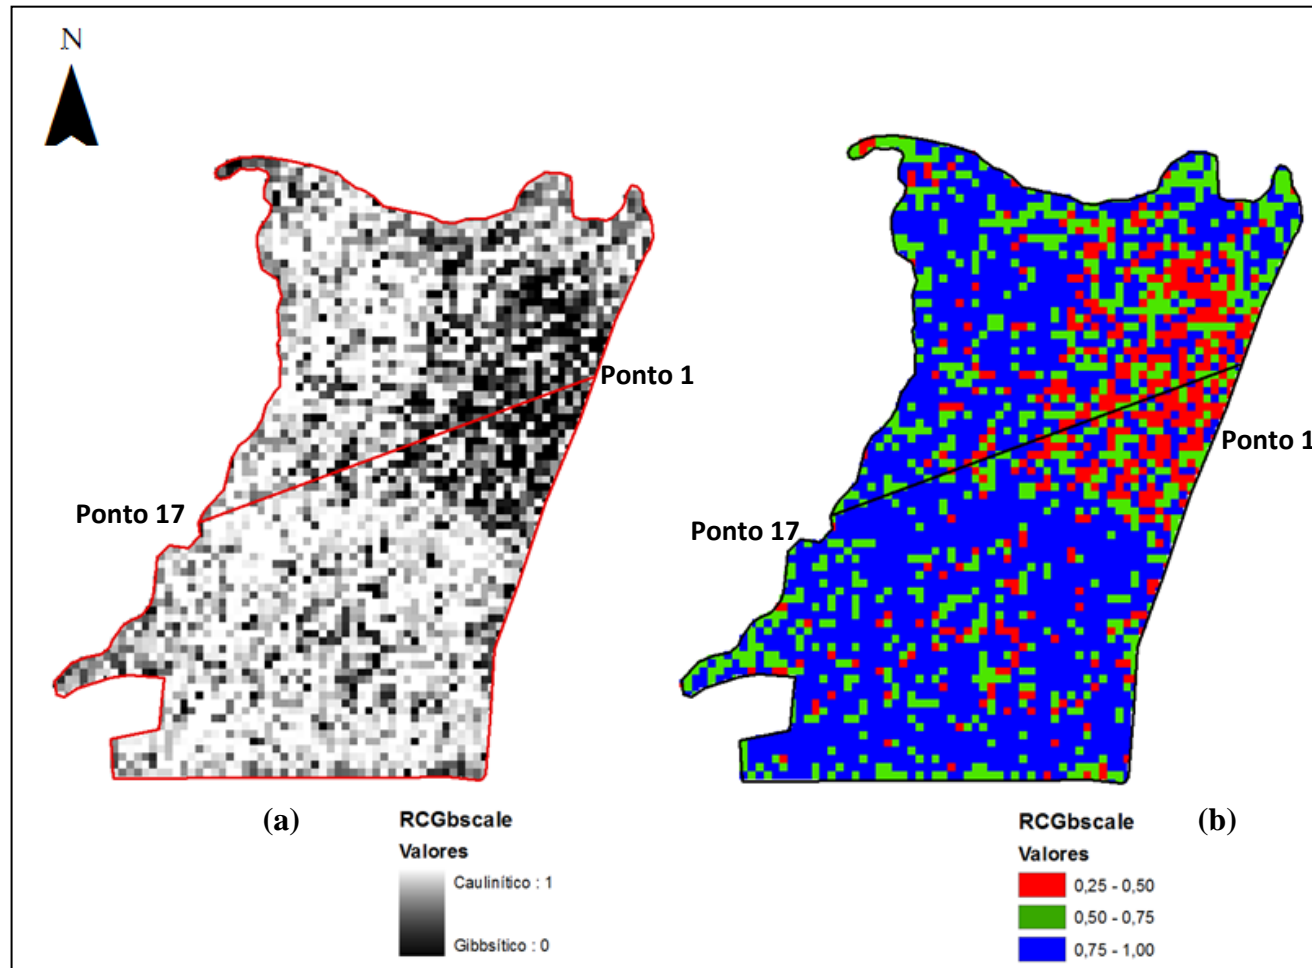 N
Ponto 1
Ponto 17
(a)
RCGbscale
Valores
Caulinítico : 1
Gibbsítico : 0
Ponto 1
Ponto 17
RCGbscale
(b)
Valores
0,25 - 0,50
0,50 - 0,75
0,75 - 1,00